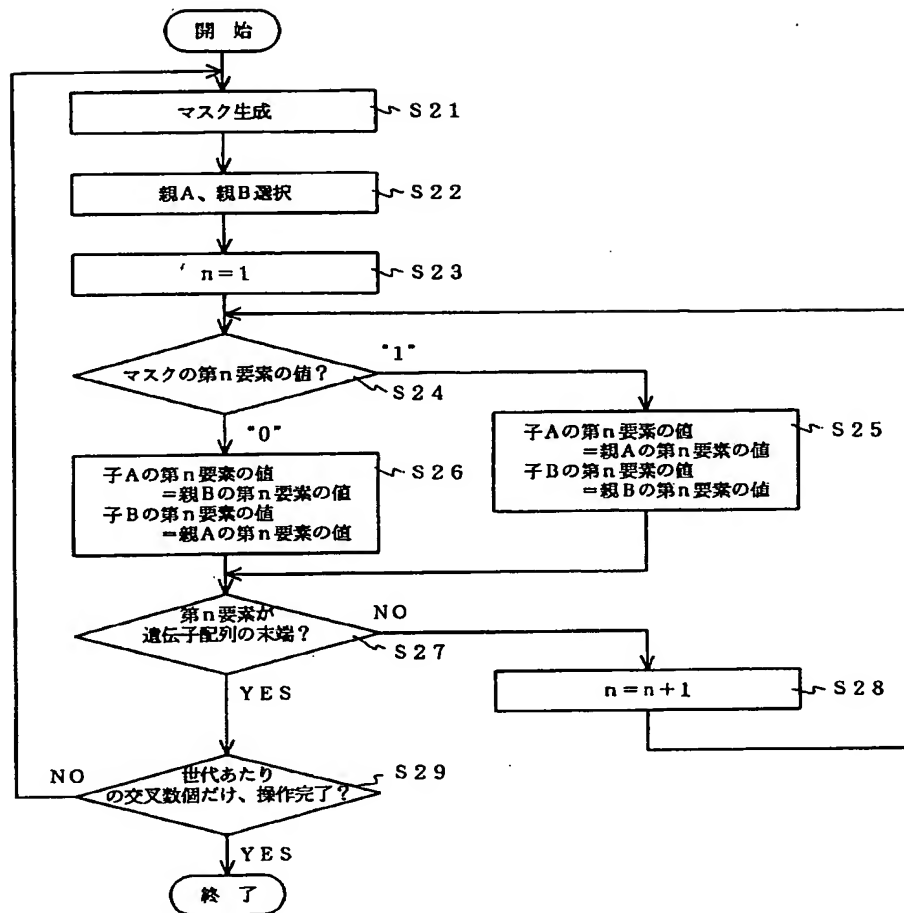 開 始
マスク生成
S21
親A、親B選択
S22
n=1
S23
"1"
マスクの第n要素の値?
S24
"0"
子Aの第n要素の値
=親Aの第n要素の値
子Bの第n要素の値
=親Bの第n要素の値
S25
子Aの第n要素の値
=親Bの第n要素の値
子Bの第n要素の値
=親Aの第n要素の値
S26
第n要素が
遺伝子配列の末端?
NO
S27
YES
n=n+1
S28
世代あたり
の交叉数個だけ、操作完了?
NO
S29
YES
終 了